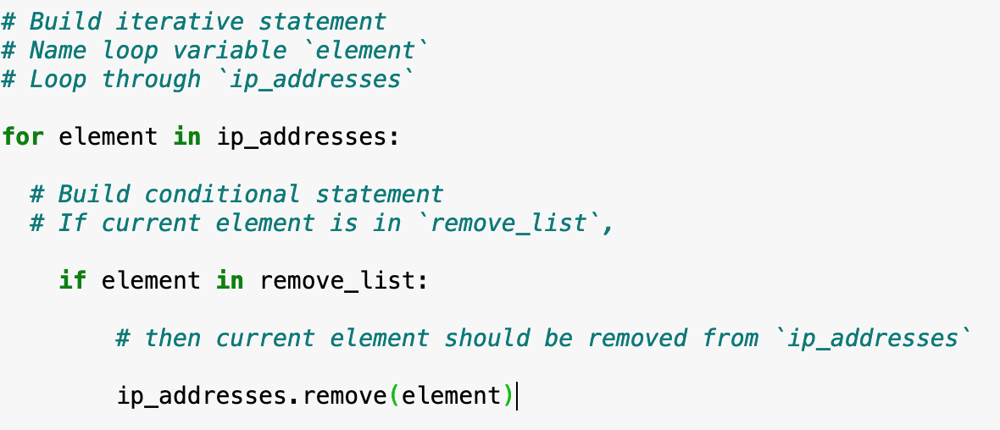 # Build iterative statement
# Name loop variable `element`
# Loop through `ip_addresses`
for element in ip_addresses:
# Build conditional statement
# If current element is in `remove_list`,
if element in remove_list:
# then current element should be removed from `ip_addresses`
ip_addresses.remove(element)